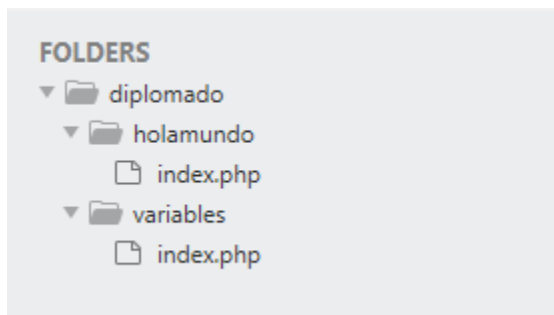 FOLDERS
diplomado
holamundo
index.php
variables
index.php